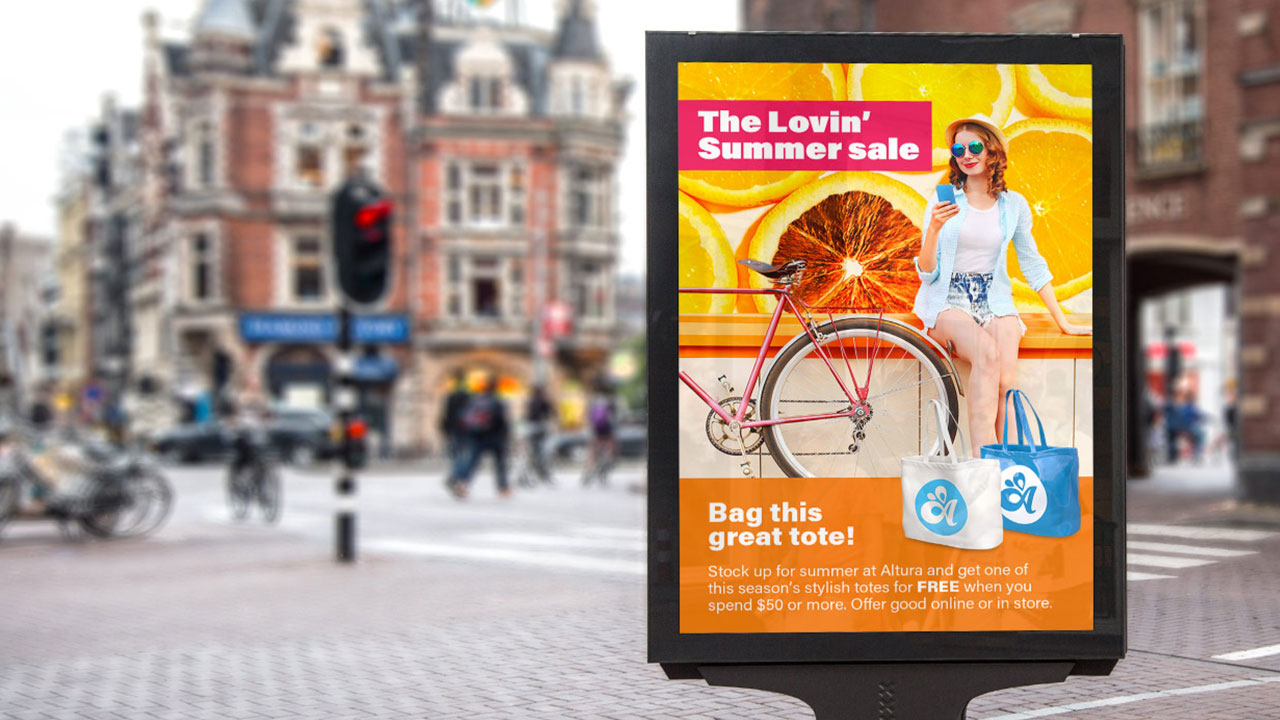 The Lovin’
Summer sale
Bag this
great tote!
Stock up for summer at Altura and get one of
this season’s stylish totes for FREE when you
spend $50 or more. Offer good online or in store.